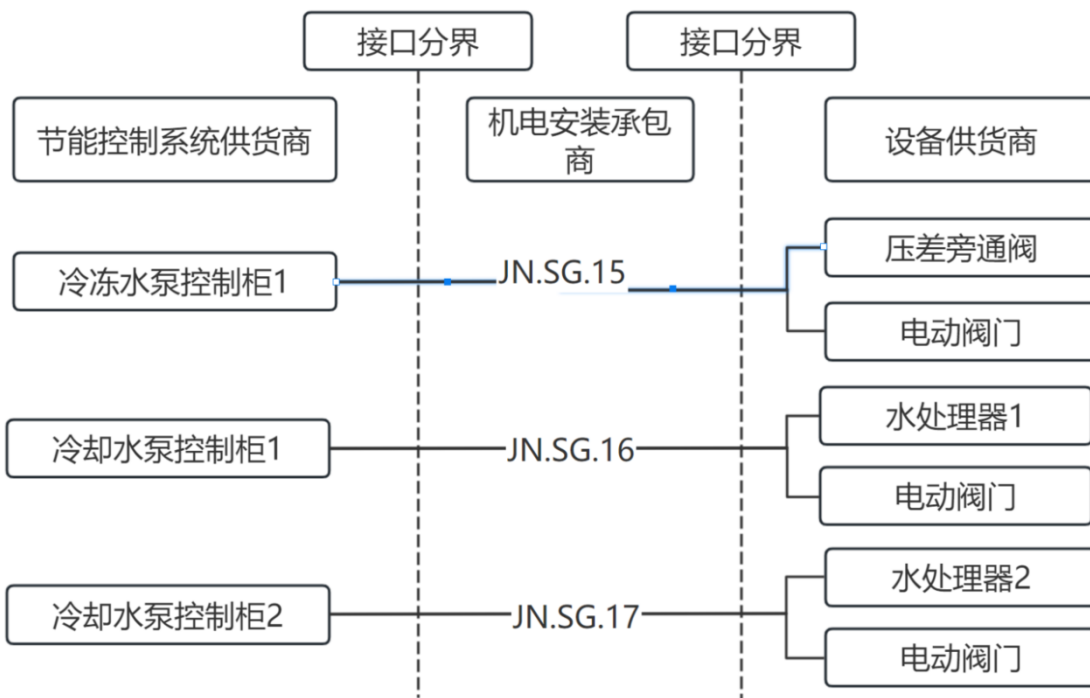 接口分界
接口分界
节能控制系统供货商
机电安装承包
商
设备供货商
冷冻水泵控制柜1
JN.SG.15
压差旁通阀
电动阀门
冷却水泵控制柜1
JN.SG.16
水处理器1
电动阀门
冷却水泵控制柜2
JN.SG.17
水处理器2
电动阀门